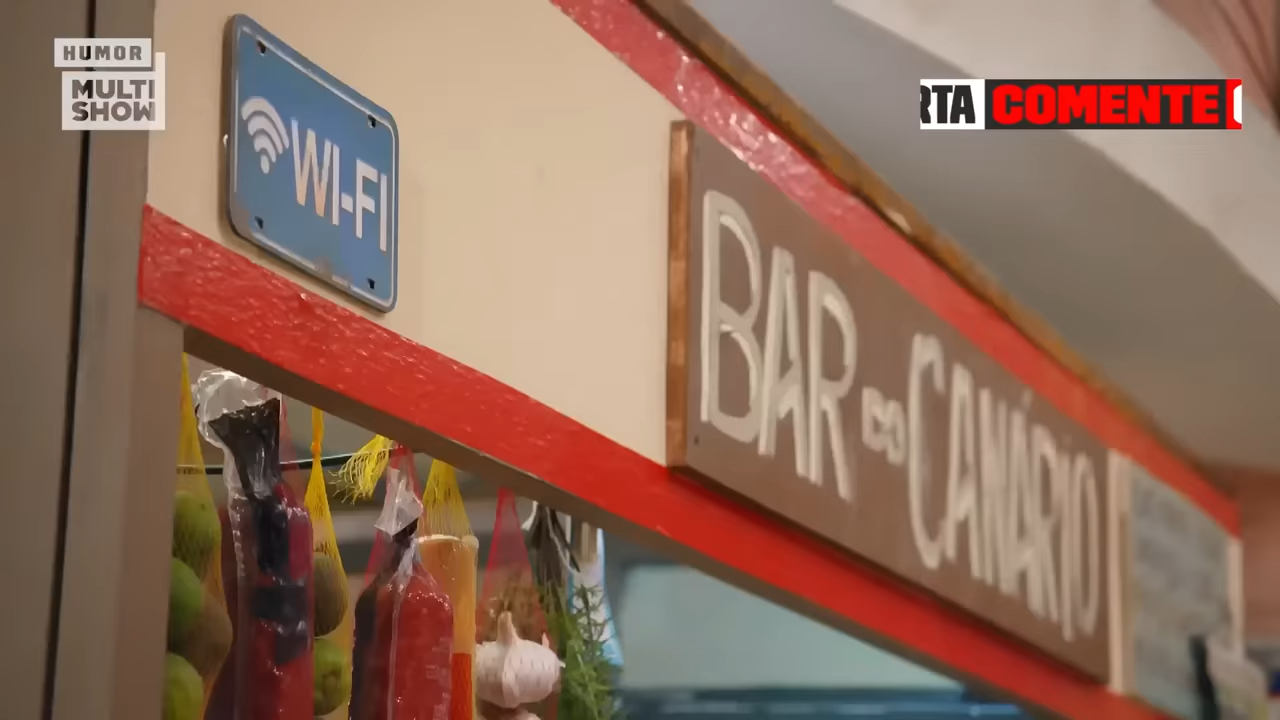 HUMOR
MULTI
SHOW
WI-FI
RTA COMENTE
BAR DO CANÁRIO